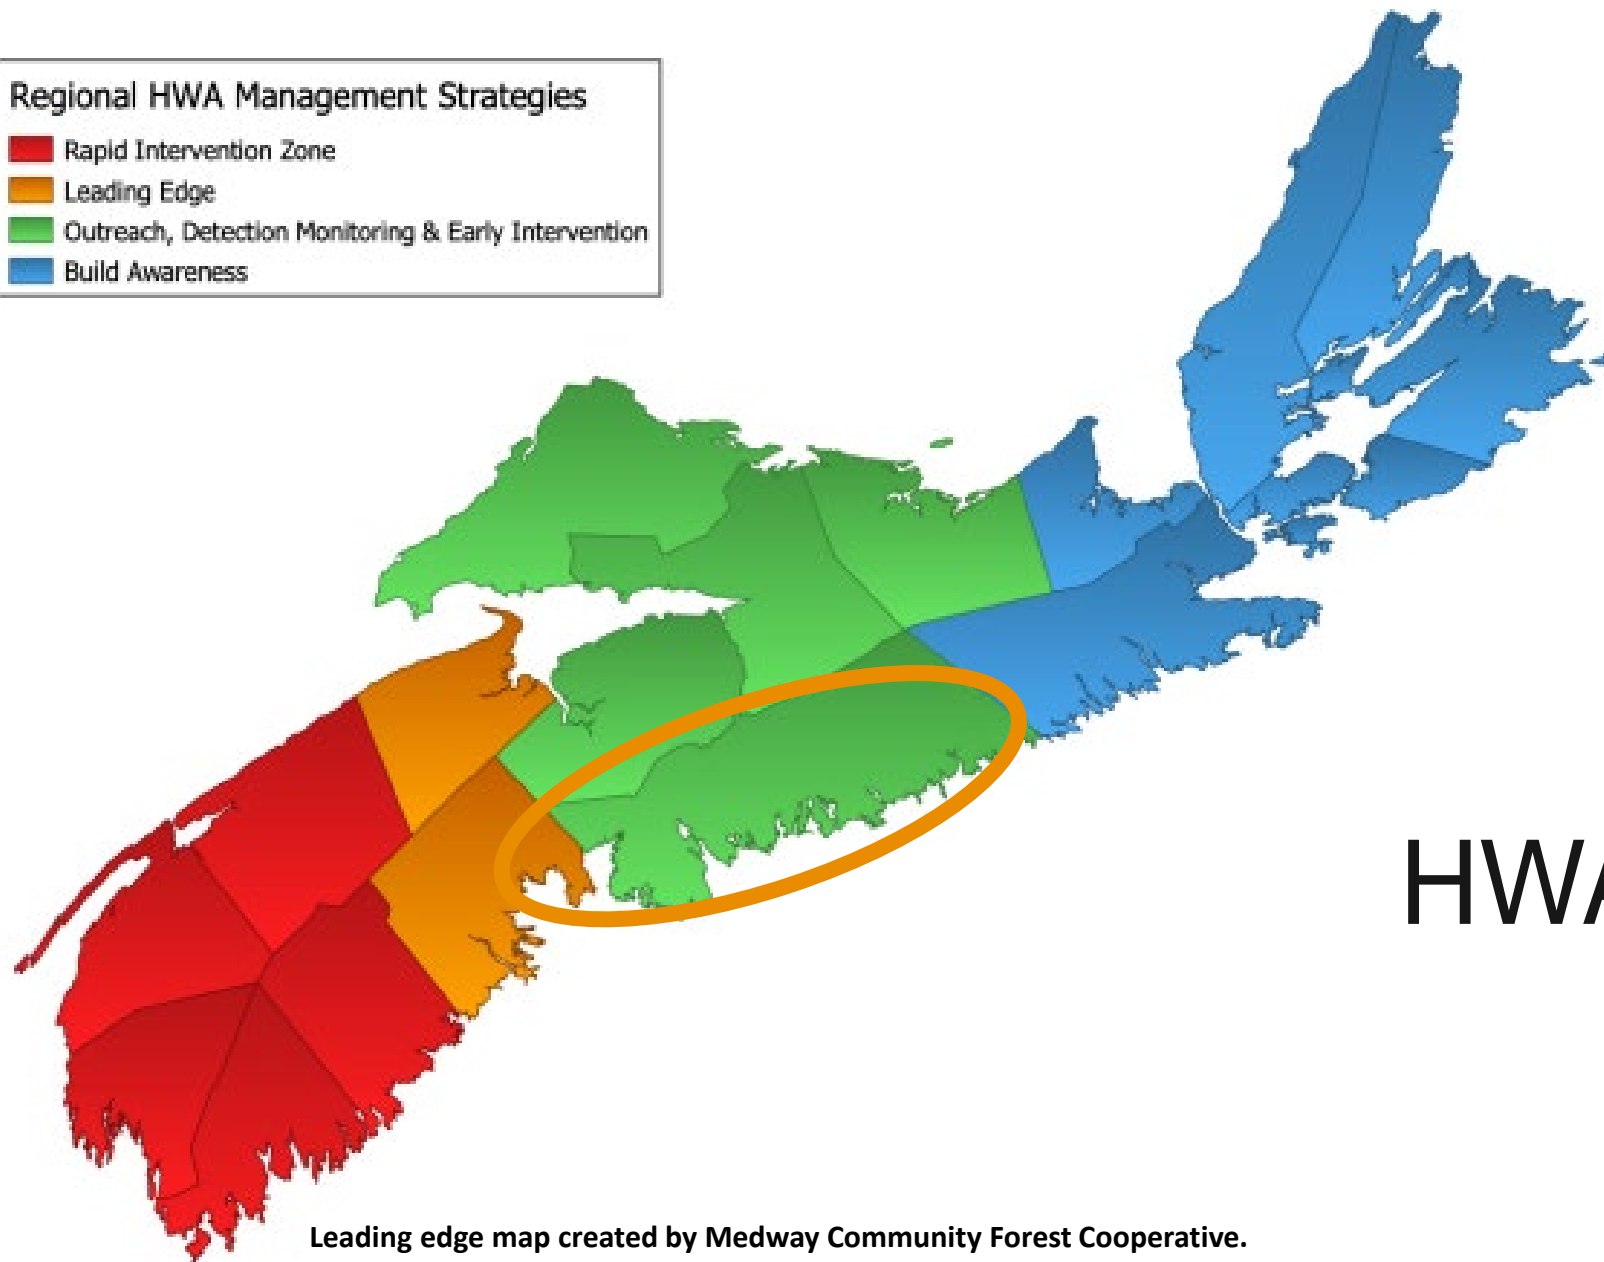 Regional HWA Management Strategies
Rapid Intervention Zone
Leading Edge
Outreach, Detection Monitoring & Early Intervention
Build Awareness
HWA
Leading edge map created by Medway Community Forest Cooperative.